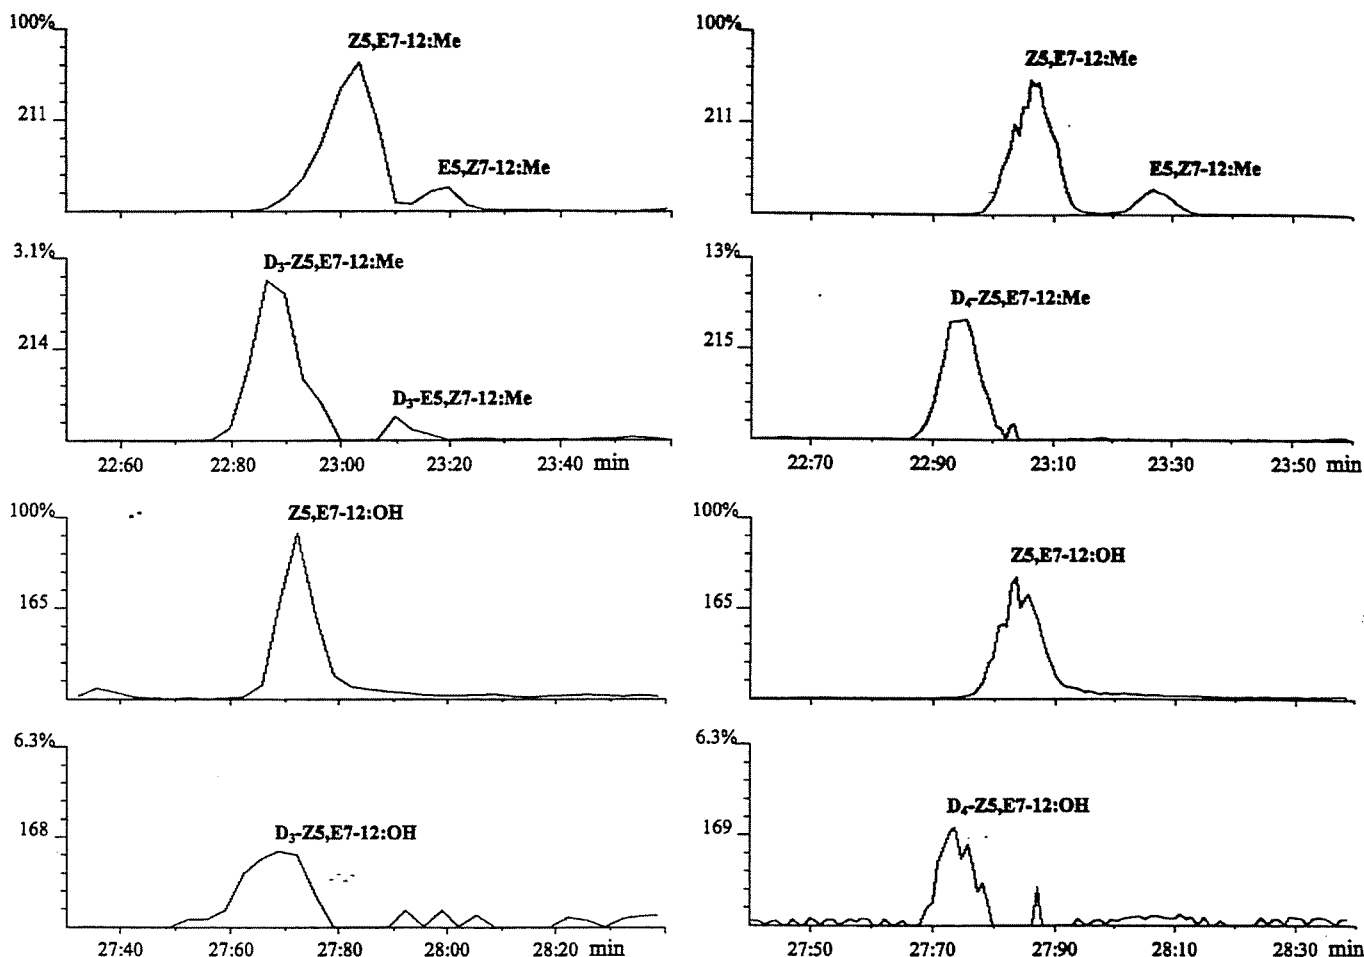 100%
Z5,E7-12:Me
211
E5,Z7-12:Me
3.1%
D₃-Z5,E7-12:Me
214
D₃-E5,Z7-12:Me
22:60 22:80 23:00 23:20 23:40 min
100%
Z5,E7-12:Me
211
E5,Z7-12:Me
13%
D₄-Z5,E7-12:Me
215
22:70 22:90 23:10 23:30 23:50 min
100%
Z5,E7-12:OH
165
6.3%
D₃-Z5,E7-12:OH
168
27:40 27:60 27:80 28:00 28:20 min
100%
Z5,E7-12:OH
165
6.3%
D₄-Z5,E7-12:OH
169
27:50 27:70 27:90 28:10 28:30 min